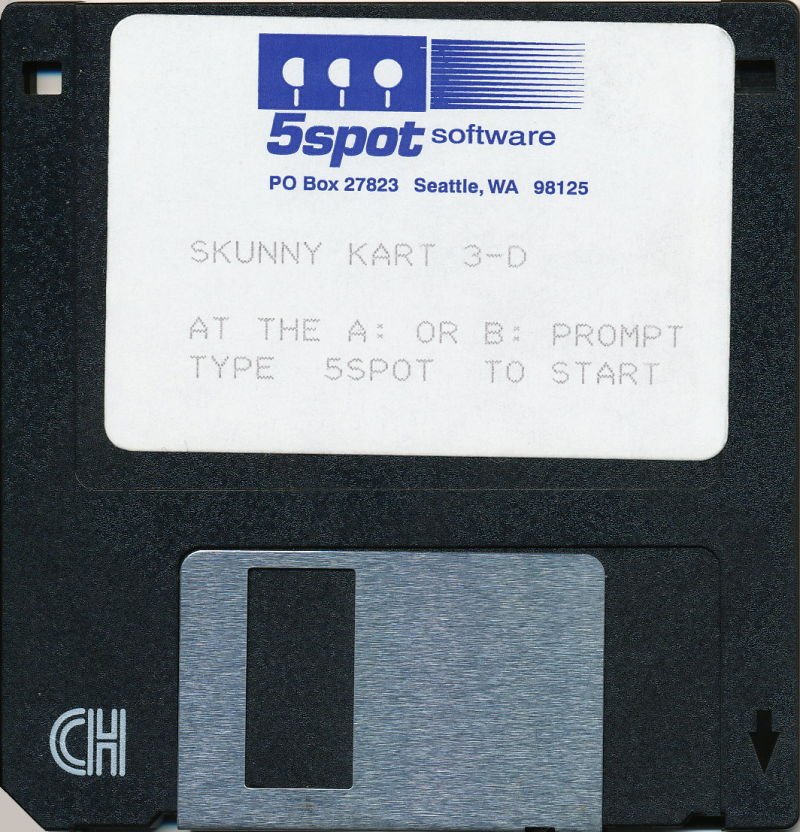 5spot software
PO Box 27823 Seattle, WA 98125
SKUNNY KART 3-D
AT THE A: OR B: PROMPT
TYPE 5SPOT TO START
CH